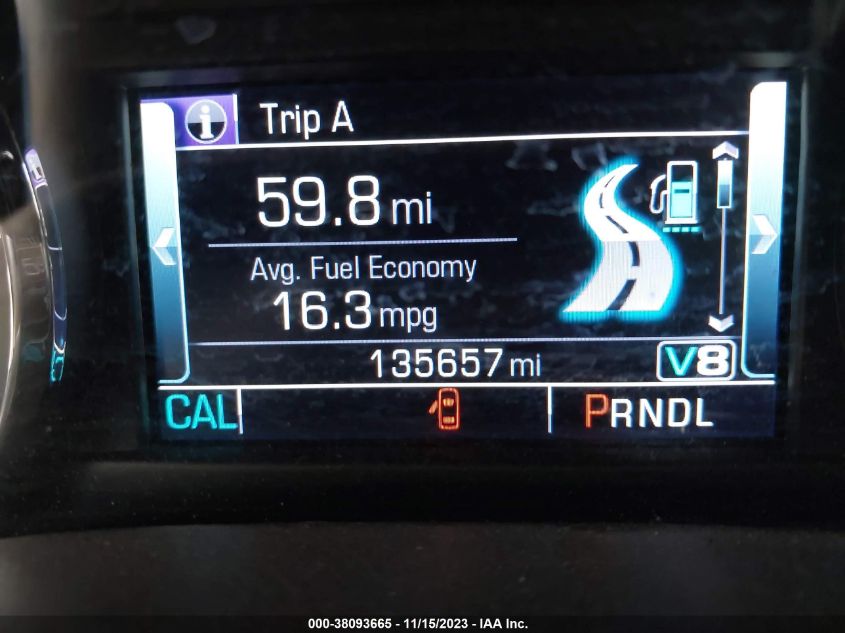 i Trip A
59.8 mi
Avg. Fuel Economy
16.3 mpg
135657 mi V8
CAL PRNDL
000-38093665 - 11/15/2023 - IAA Inc.